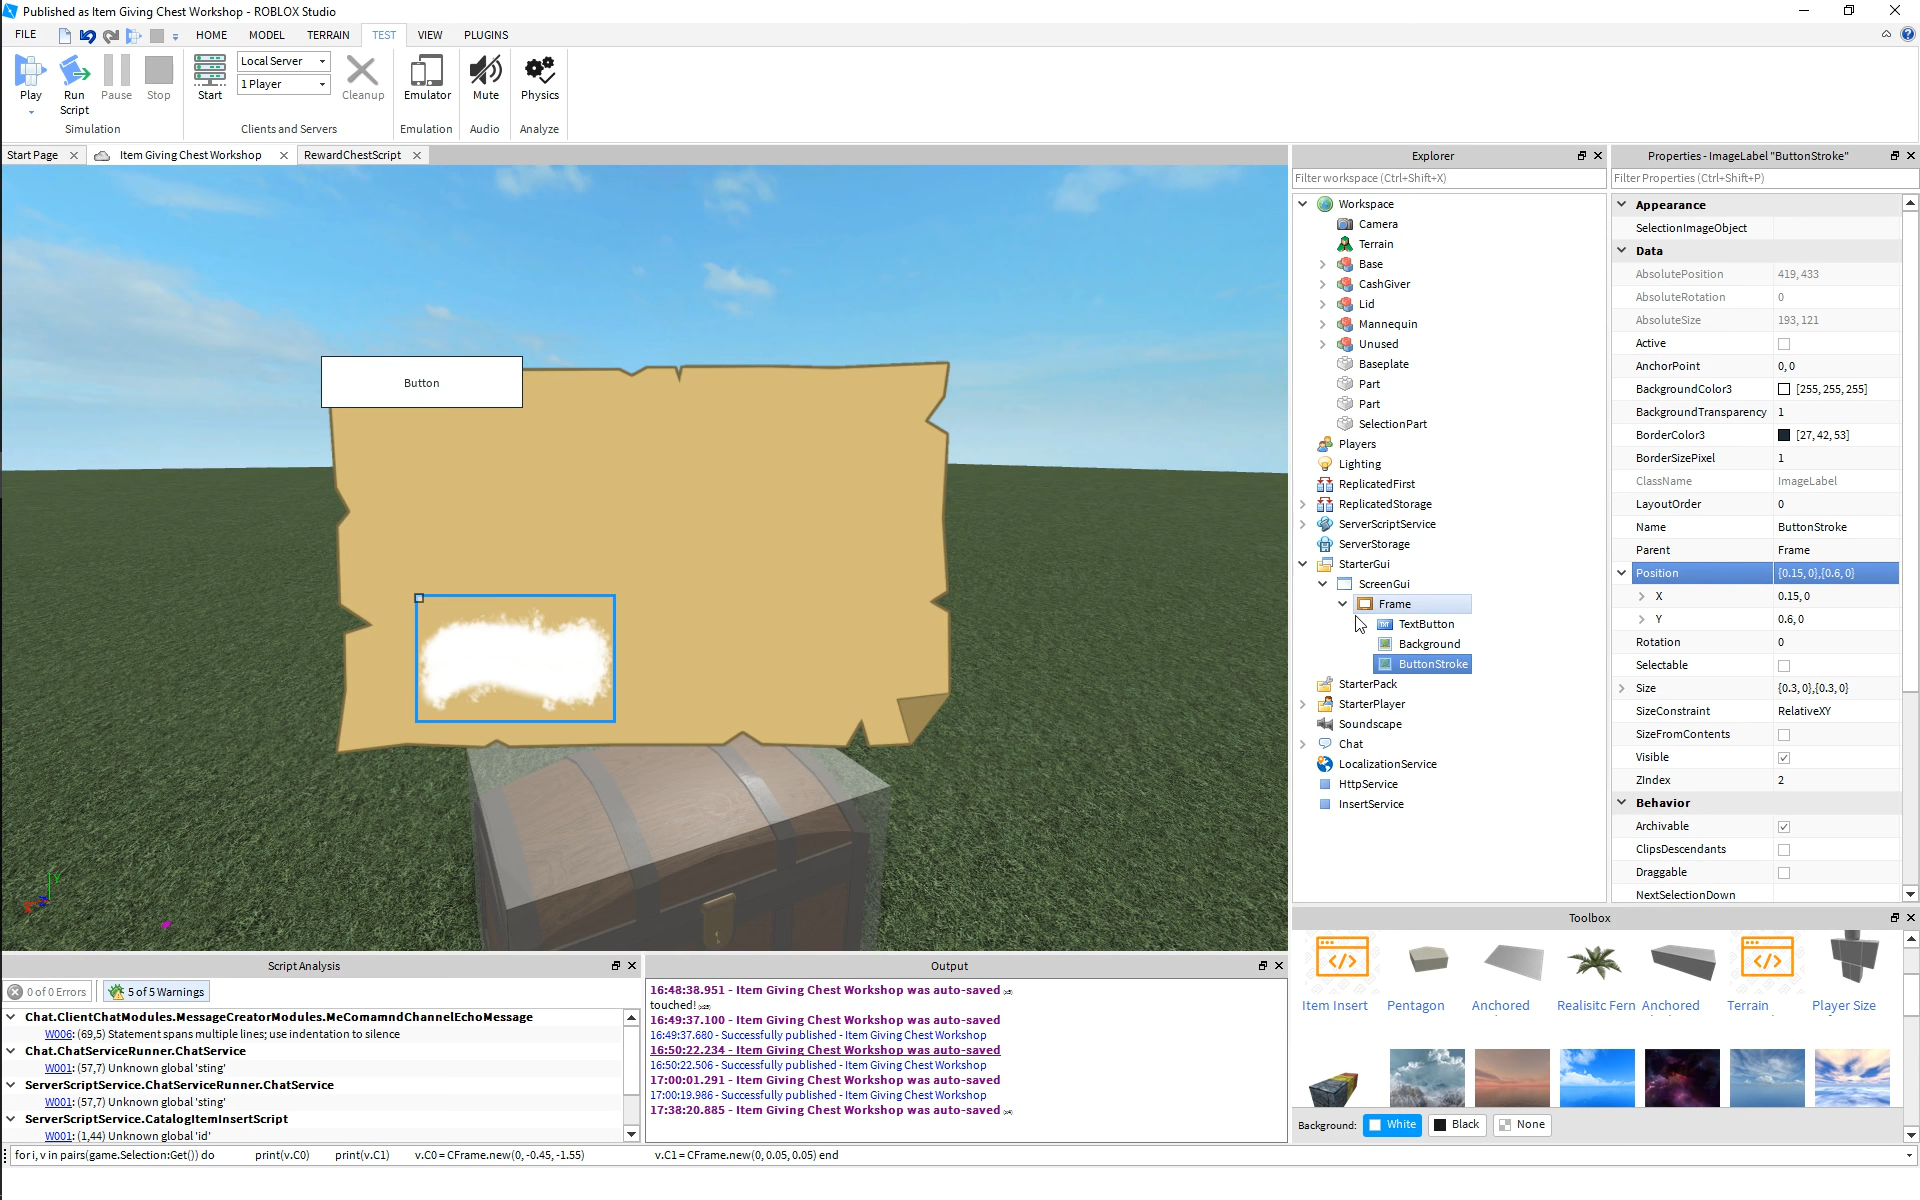 Published as Item Giving Chest Workshop - ROBLOX Studio
FILE HOME MODEL TERRAIN TEST VIEW PLUGINS
Play Run Script Pause Stop
Simulation
Start Local Server 1 Player Cleanup
Clients and Servers
Emulator
Emulation
Mute
Audio
Physics
Analyze
Start Page Item Giving Chest Workshop RewardChestScript
Button
Explorer
Filter workspace (Ctrl+Shift+X)
Workspace
Camera
Terrain
Base
CashGiver
Lid
Mannequin
Unused
Baseplate
Part
Part
SelectionPart
Players
Lighting
ReplicatedFirst
ReplicatedStorage
ServerScriptService
ServerStorage
StarterGui
ScreenGui
Frame
TextButton
Background
ButtonStroke
StarterPack
StarterPlayer
Soundscape
Chat
LocalizationService
HttpService
InsertService
Properties - ImageLabel "ButtonStroke"
Filter Properties (Ctrl+Shift+P)
Appearance
SelectionImageObject
Data
AbsolutePosition 419, 433
AbsoluteRotation 0
AbsoluteSize 193, 121
Active
AnchorPoint 0, 0
BackgroundColor3 [255, 255, 255]
BackgroundTransparency 1
BorderColor3 [27, 42, 53]
BorderSizePixel 1
ClassName ImageLabel
LayoutOrder 0
Name ButtonStroke
Parent Frame
Position {0.15, 0},{0.6, 0}
X 0.15, 0
Y 0.6, 0
Rotation 0
Selectable
Size {0.3, 0},{0.3, 0}
SizeConstraint RelativeXY
SizeFromContents
Visible
ZIndex 2
Behavior
Archivable
ClipsDescendants
Draggable
NextSelectionDown
Toolbox
Item Insert Pentagon Anchored Realisitc Fern Anchored Terrain Player Size
Background: White Black None
Script Analysis
0 of 0 Errors 5 of 5 Warnings
Chat.ClientChatModules.MessageCreatorModules.MeComamndChannelEchoMessage
W006: (69,5) Statement spans multiple lines; use indentation to silence
Chat.ChatServiceRunner.ChatService
W001: (57,7) Unknown global 'sting'
ServerScriptService.ChatServiceRunner.ChatService
W001: (57,7) Unknown global 'sting'
ServerScriptService.CatalogItemInsertScript
W001: (1,44) Unknown global 'id'
Output
16:48:38.951 - Item Giving Chest Workshop was auto-saved
touched!
16:49:37.100 - Item Giving Chest Workshop was auto-saved
16:49:37.680 - Successfully published - Item Giving Chest Workshop
16:50:22.234 - Item Giving Chest Workshop was auto-saved
16:50:22.506 - Successfully published - Item Giving Chest Workshop
17:00:01.291 - Item Giving Chest Workshop was auto-saved
17:00:19.986 - Successfully published - Item Giving Chest Workshop
17:38:20.885 - Item Giving Chest Workshop was auto-saved
for i, v in pairs(game.Selection:Get()) do print(v.C0) print(v.C1) v.C0 = CFrame.new(0, -0.45, -1.55) v.C1 = CFrame.new(0, 0.05, 0.05) end